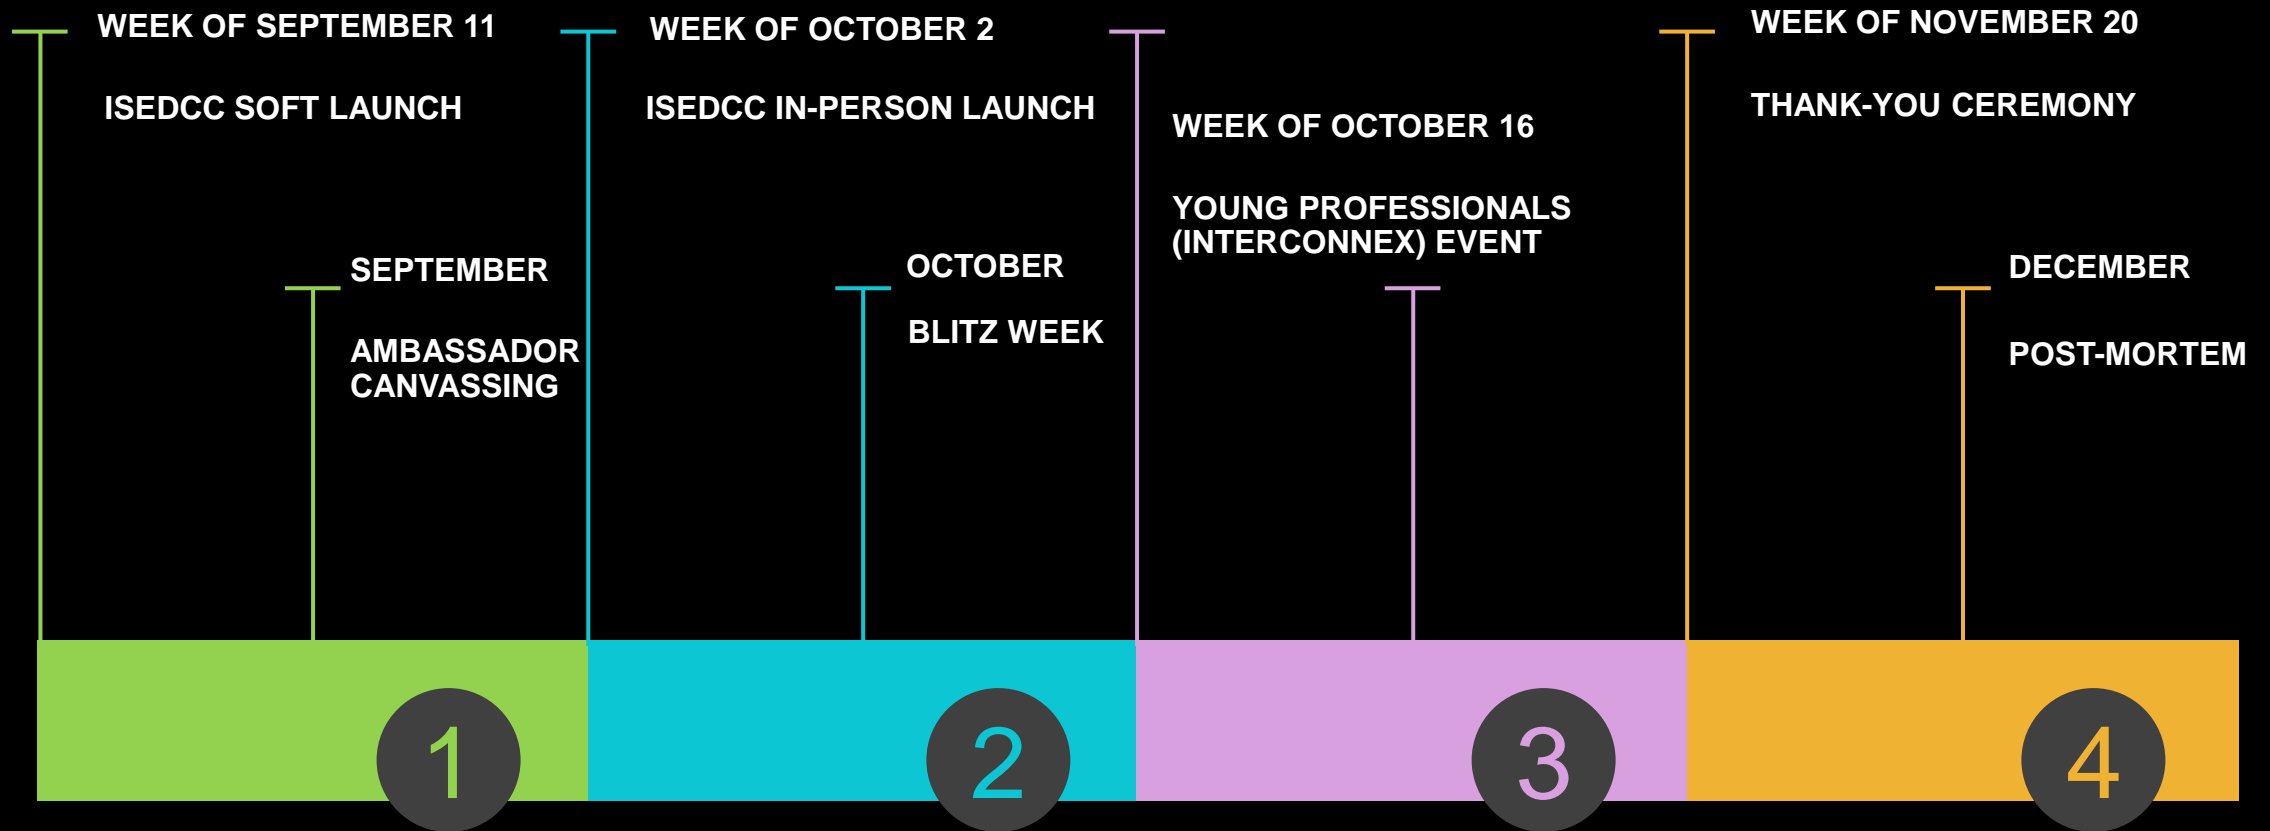 WEEK OF SEPTEMBER 11
ISEDCC SOFT LAUNCH
SEPTEMBER
AMBASSADOR
CANVASSING
WEEK OF OCTOBER 2
ISEDCC IN-PERSON LAUNCH
OCTOBER
BLITZ WEEK
WEEK OF OCTOBER 16
YOUNG PROFESSIONALS
(INTERCONNEX) EVENT
WEEK OF NOVEMBER 20
THANK-YOU CEREMONY
DECEMBER
POST-MORTEM
1
2
3
4